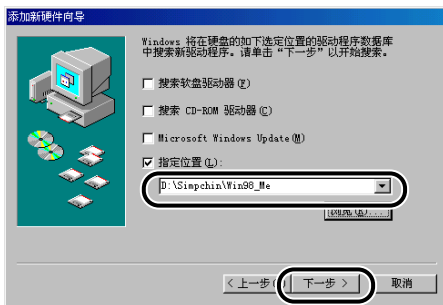 添加新硬件向导
Windows 将在硬盘的如下选定位置的驱动程序数据库
中搜索新驱动程序。请单击“下一步”以开始搜索。
搜索软盘驱动器(F)
搜索 CD-ROM 驱动器(C)
Microsoft Windows Update(M)
指定位置(L):
D:\Simpchin\Win98_Me
浏览(R)...
< 上一步(
下一步 >
取消